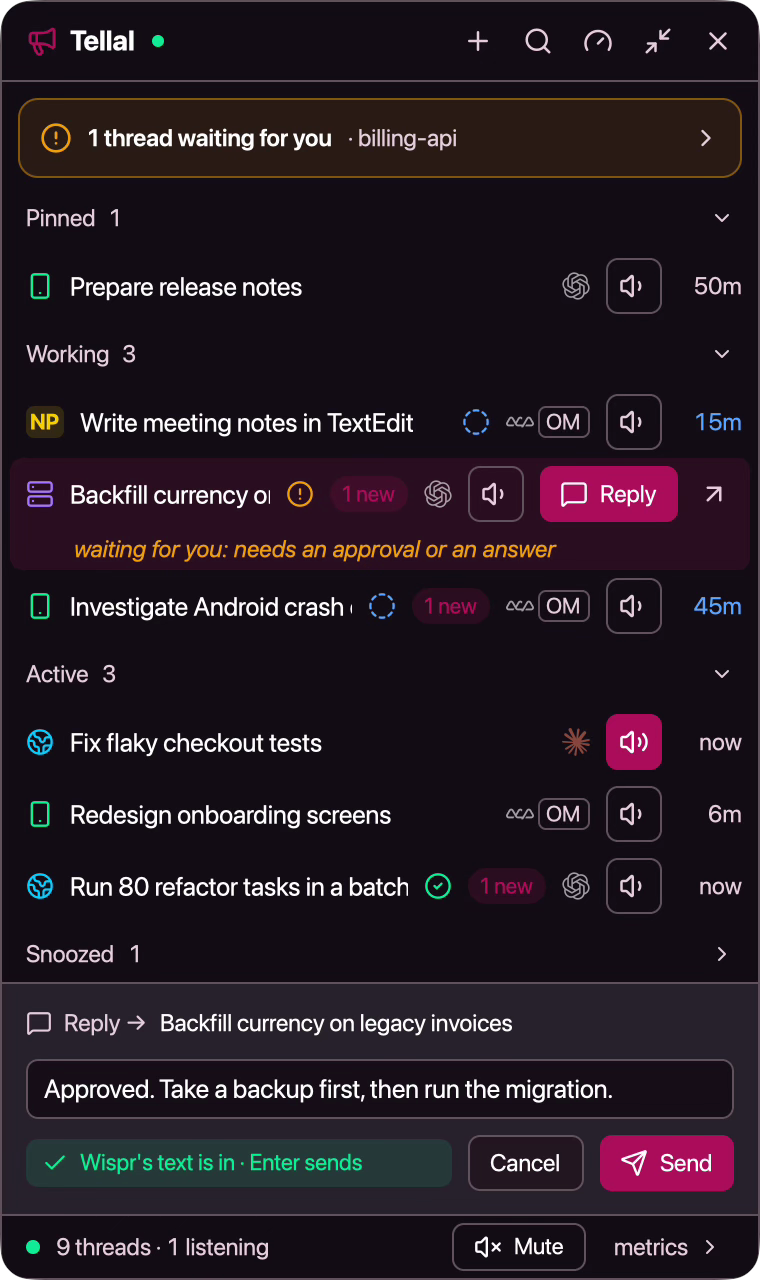 Tellal
1 thread waiting for you · billing-api
Pinned 1
Prepare release notes 50m
Working 3
NP Write meeting notes in TextEdit OM 15m
Backfill currency o 1 new Reply
waiting for you: needs an approval or an answer
Investigate Android crash 1 new OM 45m
Active 3
Fix flaky checkout tests now
Redesign onboarding screens OM 6m
Run 80 refactor tasks in a batch 1 new now
Snoozed 1
Reply → Backfill currency on legacy invoices
Approved. Take a backup first, then run the migration.
Wispr's text is in · Enter sends Cancel Send
9 threads · 1 listening Mute metrics